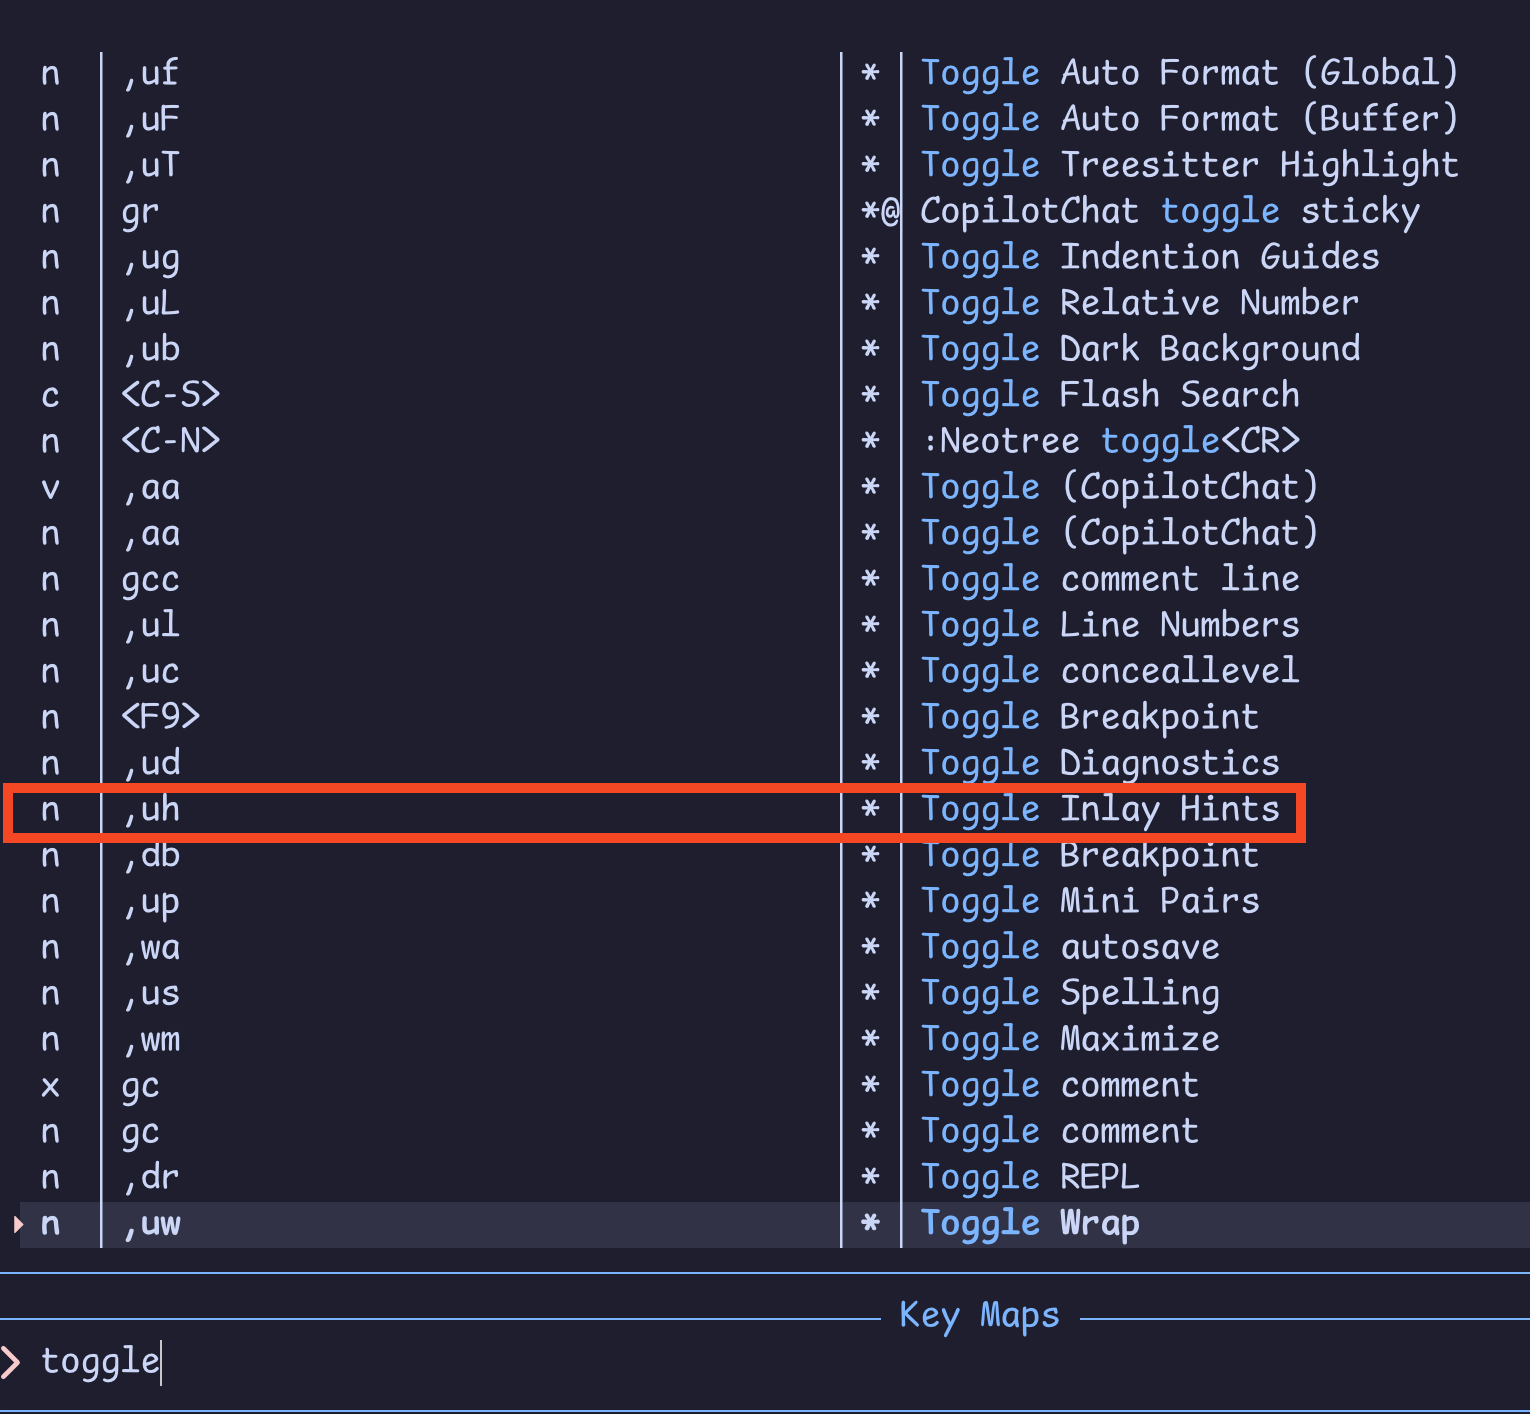 n ,uf * Toggle Auto Format (Global)
n ,uF * Toggle Auto Format (Buffer)
n ,uT * Toggle Treesitter Highlight
n gr *@ CopilotChat toggle sticky
n ,ug * Toggle Indention Guides
n ,uL * Toggle Relative Number
n ,ub * Toggle Dark Background
c <C-S> * Toggle Flash Search
n <C-N> * :Neotree toggle<CR>
v ,aa * Toggle (CopilotChat)
n ,aa * Toggle (CopilotChat)
n gcc * Toggle comment line
n ,ul * Toggle Line Numbers
n ,uc * Toggle conceallevel
n <F9> * Toggle Breakpoint
n ,ud * Toggle Diagnostics
n ,uh * Toggle Inlay Hints
n ,db * Toggle Breakpoint
n ,up * Toggle Mini Pairs
n ,wa * Toggle autosave
n ,us * Toggle Spelling
n ,wm * Toggle Maximize
x gc * Toggle comment
n gc * Toggle comment
n ,dr * Toggle REPL
n ,uw * Toggle Wrap
Key Maps
> toggle